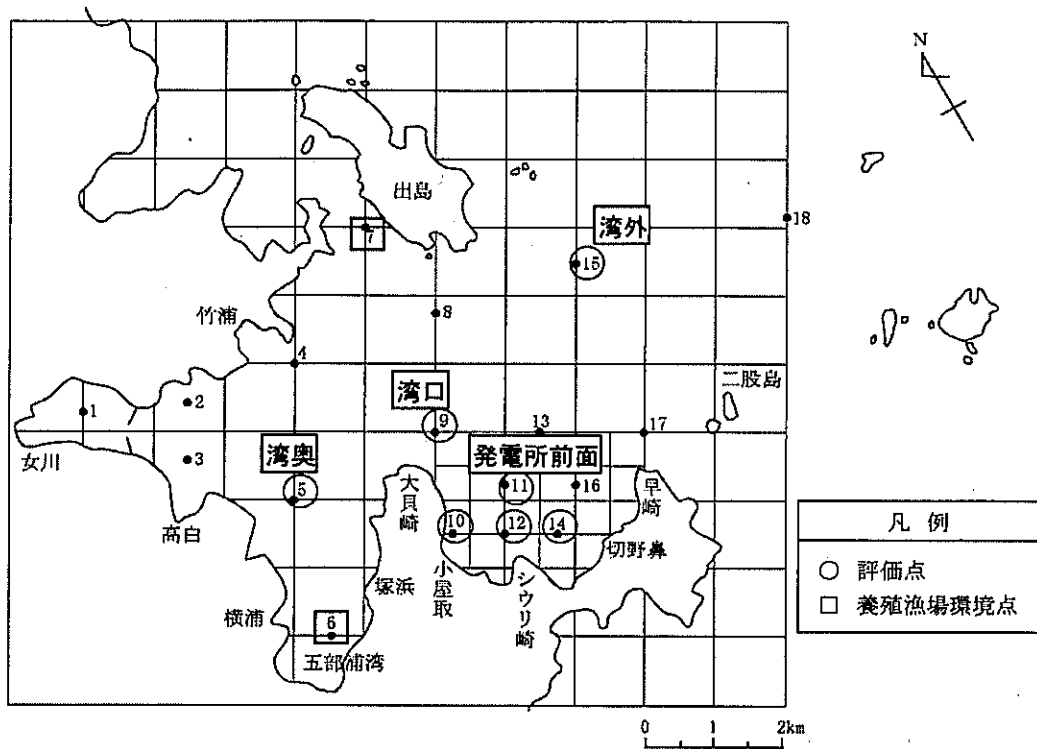 N
出島
湾外
18
7
15
竹浦
8
4
湾口
二股島
1
2
9
13
17
女川
3
湾奥
発電所前面
大貝崎
11
16
早崎
5
高白
10
12
14
切野鼻
凡例
○ 評価点
□ 養殖漁場環境点
塚浜
小屋取
シウリ崎
横浦
6
五部浦湾
0 1 2km